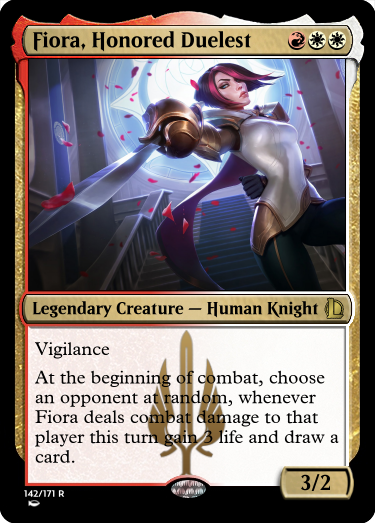 Fiora, Honored Duelest
Legendary Creature — Human Knight
Vigilance
At the beginning of combat, choose
an opponent at random, whenever
Fiora deals combat damage to that
player this turn gain 3 life and draw a
card.
3/2
142/171 R